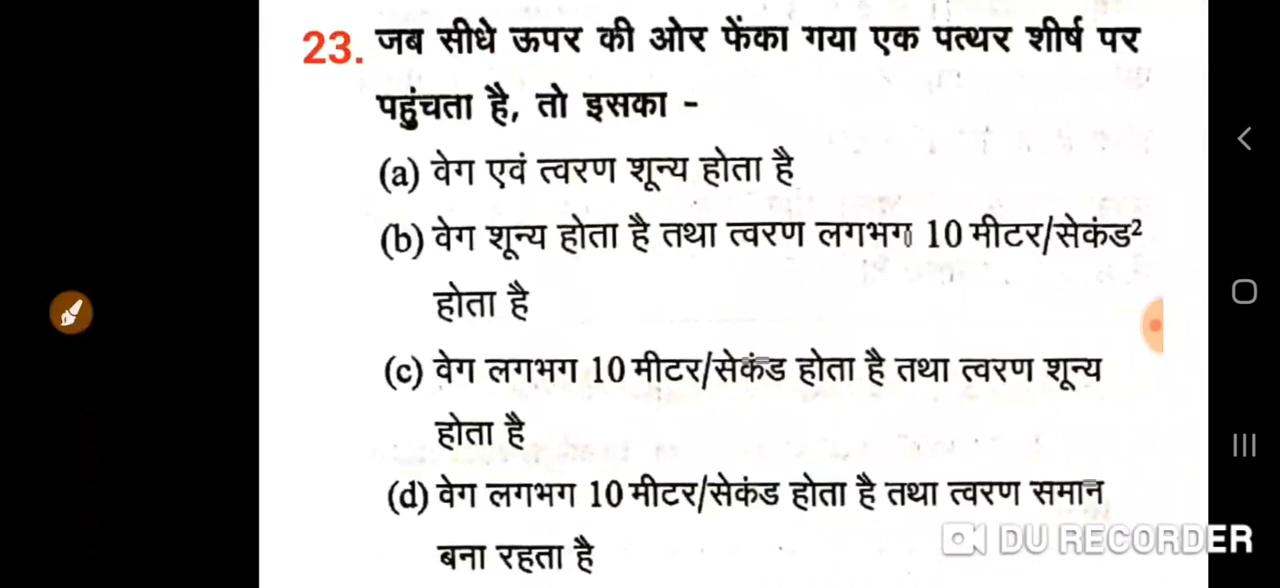 23. जब सीधे ऊपर की ओर फेंका गया एक पत्थर शीर्ष पर
पहुंचता है, तो इसका -
(a) वेग एवं त्वरण शून्य होता है
(b) वेग शून्य होता है तथा त्वरण लगभग 10 मीटर/सेकंड²
होता है
(c) वेग लगभग 10 मीटर/सेकंड होता है तथा त्वरण शून्य
होता है
(d) वेग लगभग 10 मीटर/सेकंड होता है तथा त्वरण समान
बना रहता है
DU RECORDER